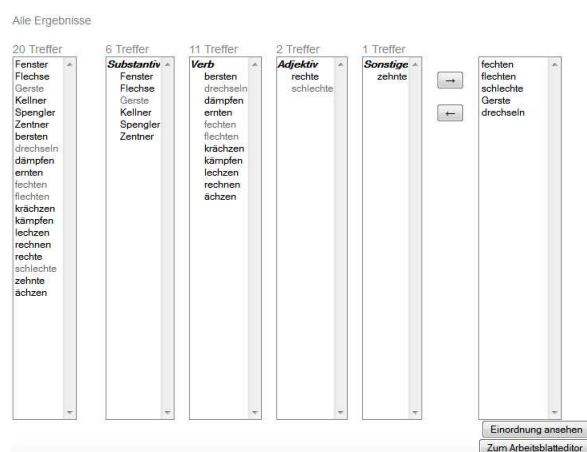 Alle Ergebnisse
20 Treffer
Fenster
Flechse
Gerste
Kellner
Spengler
Zentner
bersten
drechseln
dämpfen
ernten
fechten
flechten
krächzen
kämpfen
lechzen
rechnen
rechte
schlechte
zehnte
ächzen
6 Treffer
Substantiv
Fenster
Flechse
Gerste
Kellner
Spengler
Zentner
11 Treffer
Verb
bersten
drechseln
dämpfen
ernten
fechten
flechten
krächzen
kämpfen
lechzen
rechnen
ächzen
2 Treffer
Adjektiv
rechte
schlechte
1 Treffer
Sonstige
zehnte
→
←
fechten
flechten
schlechte
Gerste
drechseln
Einordnung ansehen
Zum Arbeitsblatteditor